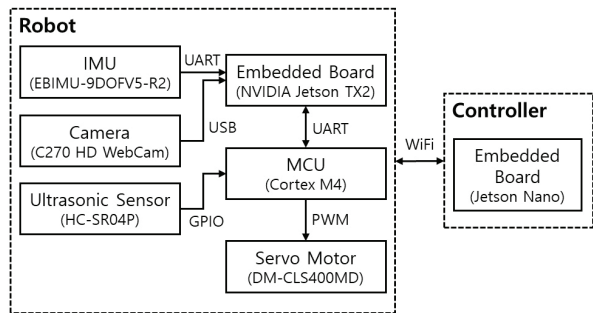 Robot
IMU
(EBIMU-9DOFV5-R2)
UART
Embedded Board
(NVIDIA Jetson TX2)
Camera
(C270 HD WebCam)
USB
UART
MCU
(Cortex M4)
Ultrasonic Sensor
(HC-SR04P)
GPIO
PWM
Servo Motor
(DM-CLS400MD)
WiFi
Controller
Embedded
Board
(Jetson Nano)